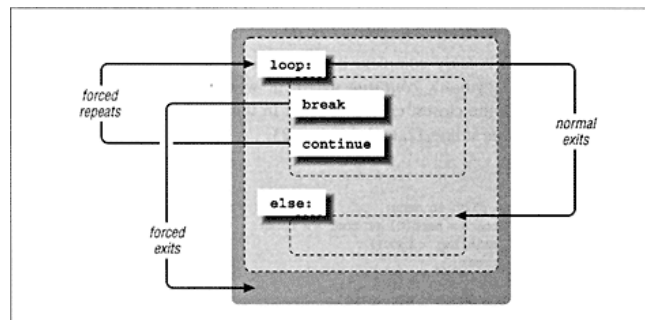 loop:
break
continue
else:
forced
repeats
forced
exits
normal
exits